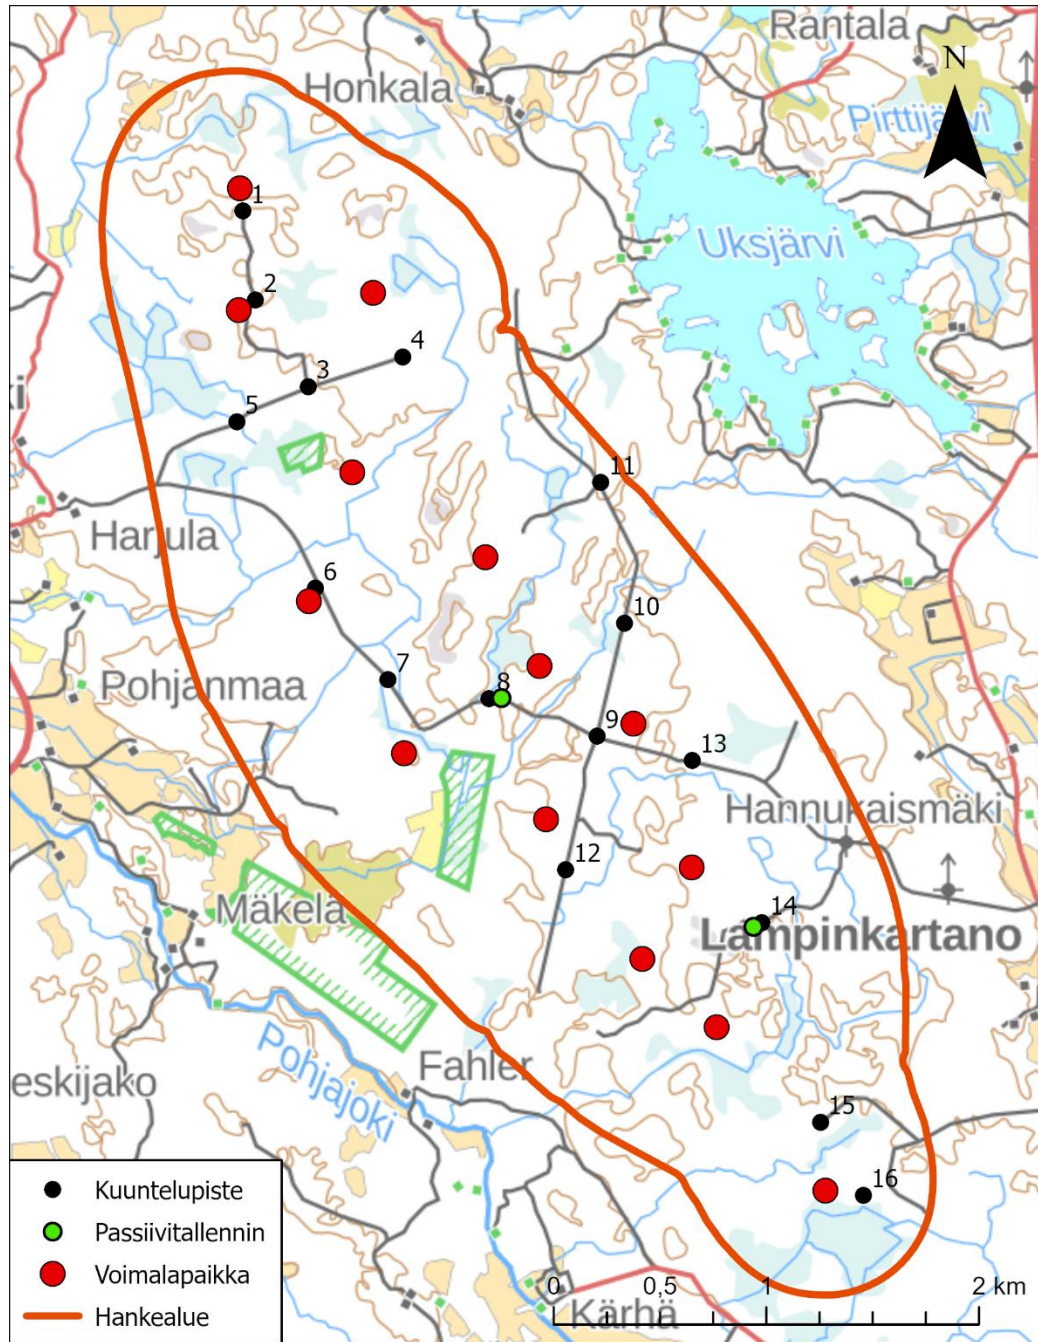 Rantala
N
Honkala
Pirttijärvi
Uksjärvi
1
2
4
3
ki
5
11
Harjula
6
10
7
Pohjanmaa
8
9
13
Hannukaismäki
12
Mäkelä
14
Lampinkartano
Pohjajoki
Fahler
eskijako
15
16
Kuuntelupiste
Passiivitallennin
Voimalapaikka
Hankealue
0 0,5 1 2 km
Kärhä